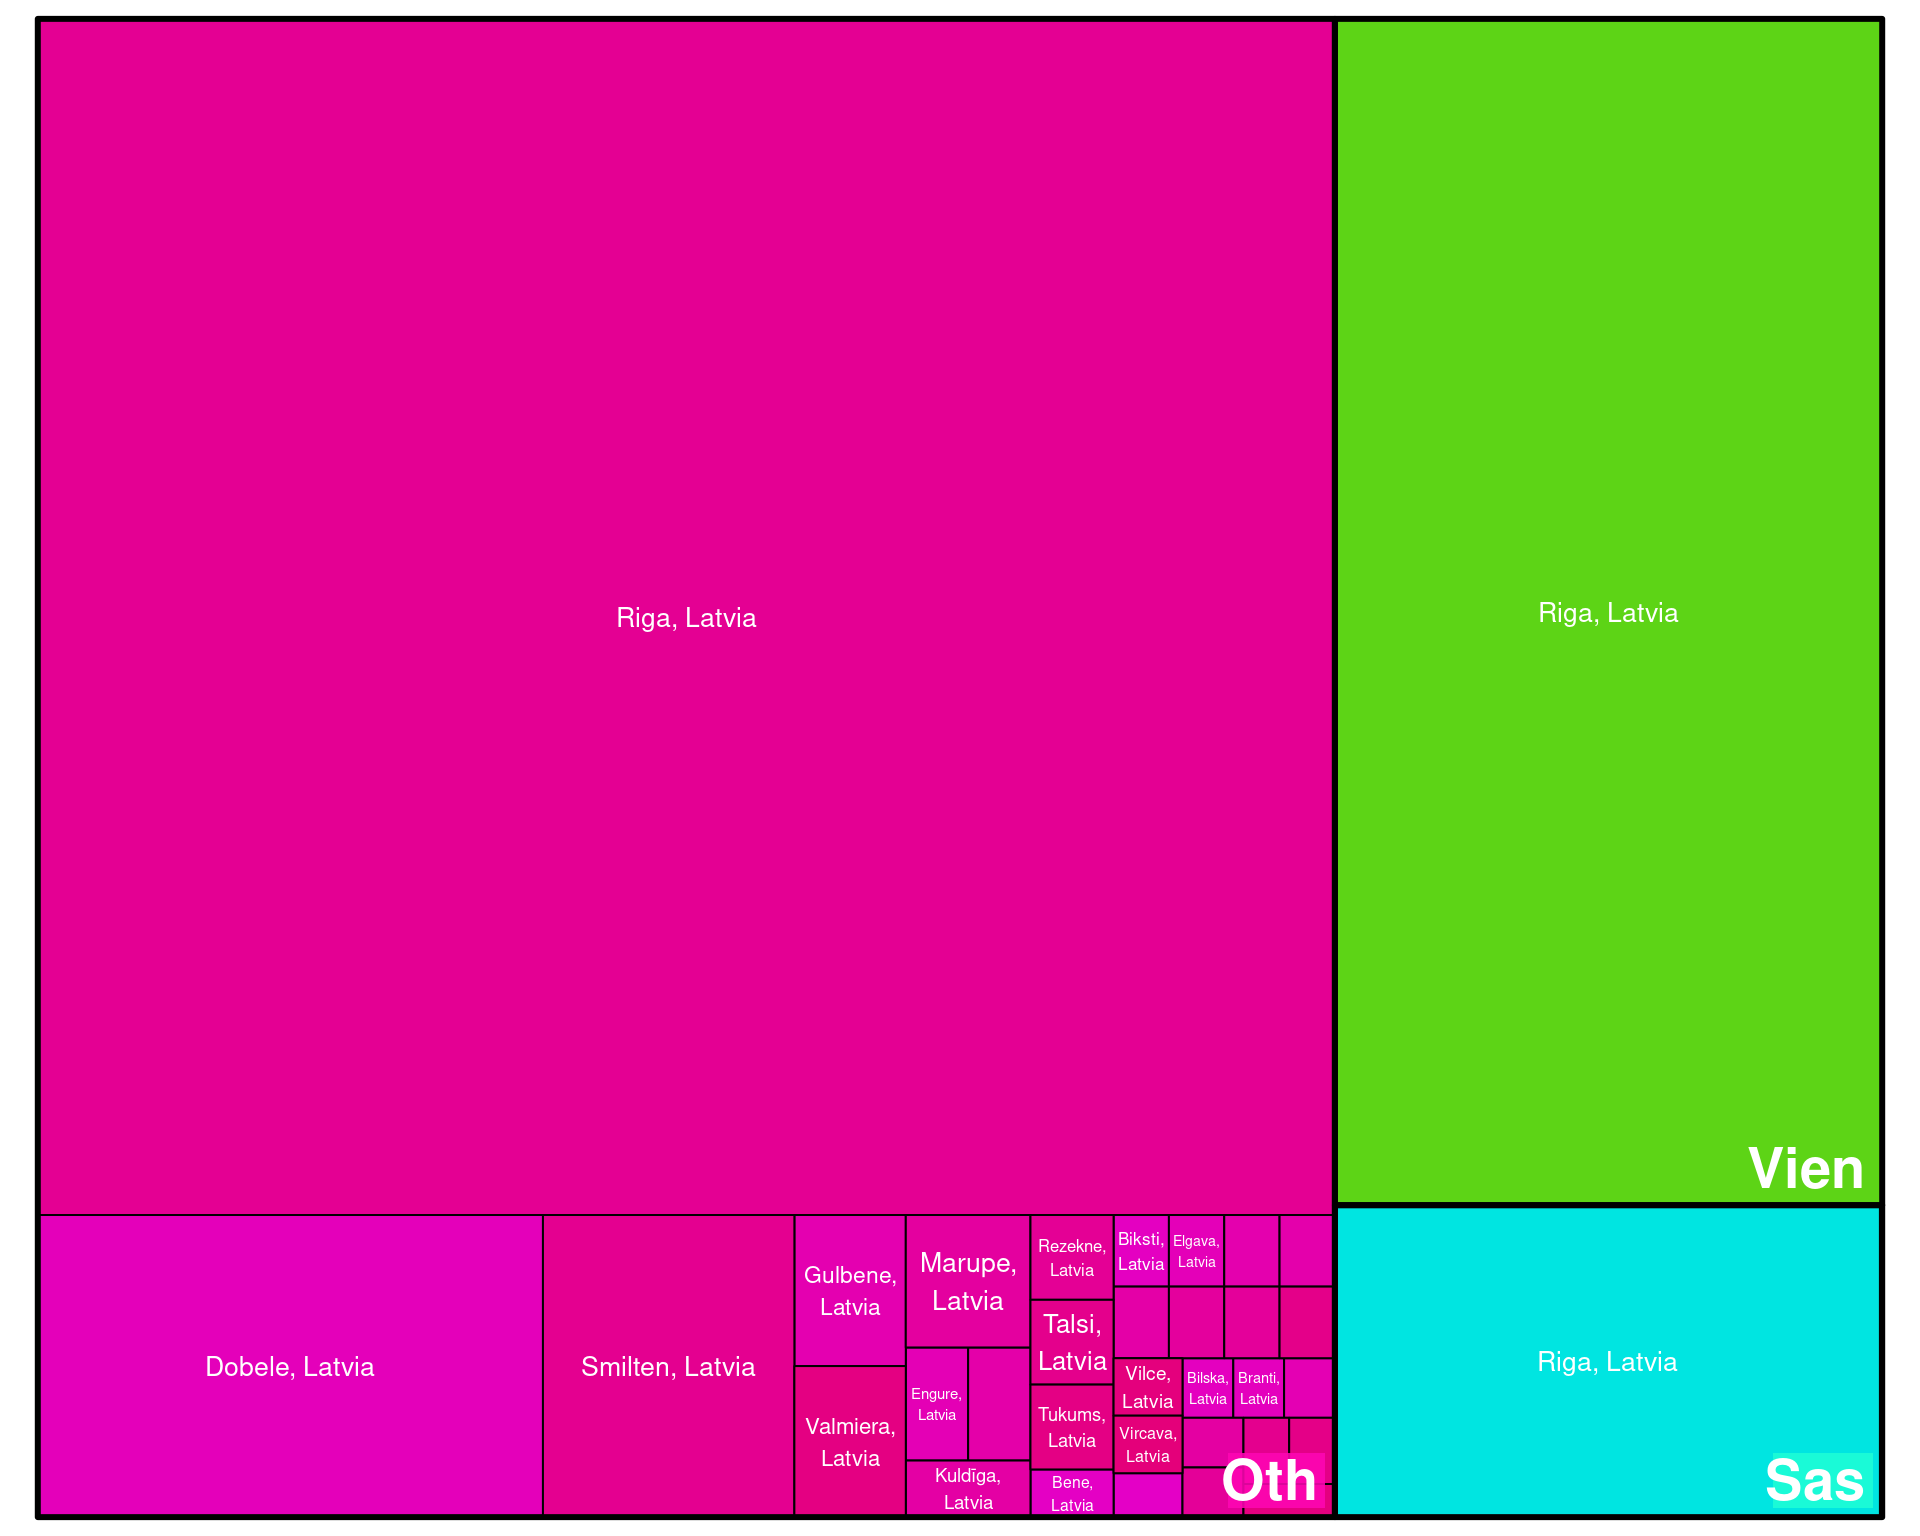 Riga, Latvia
Riga, Latvia
Vien
Dobele, Latvia
Smilten, Latvia
Gulbene,
Latvia
Valmiera,
Latvia
Marupe,
Latvia
Engure,
Latvia
Kuldīga,
Latvia
Rezekne,
Latvia
Talsi,
Latvia
Tukums,
Latvia
Bene,
Latvia
Biksti,
Latvia
Elgava,
Latvia
Vilce,
Latvia
Vircava,
Latvia
Bilska,
Latvia
Branti,
Latvia
Oth
Riga, Latvia
Sas